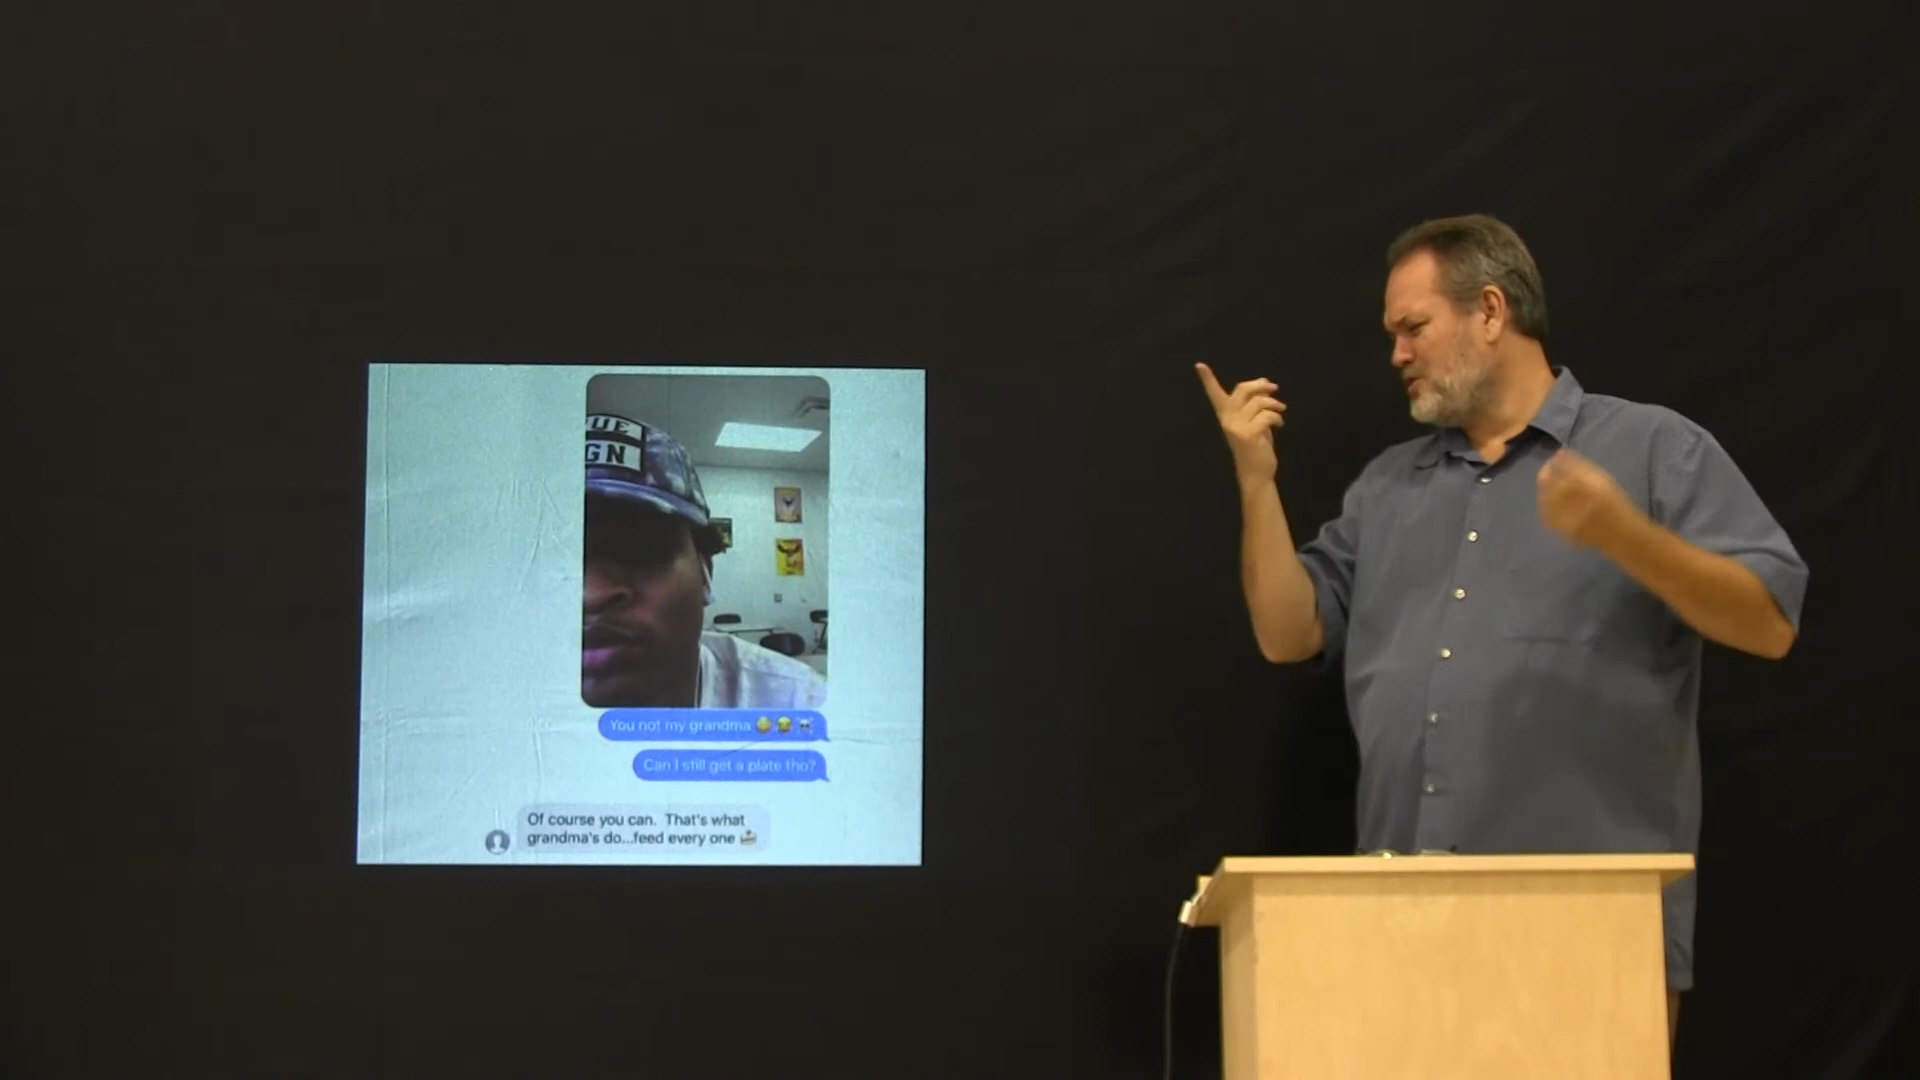 UE
GN
You not my grandma
Can I still get a plate tho?
Of course you can. That's what
grandma's do...feed every one